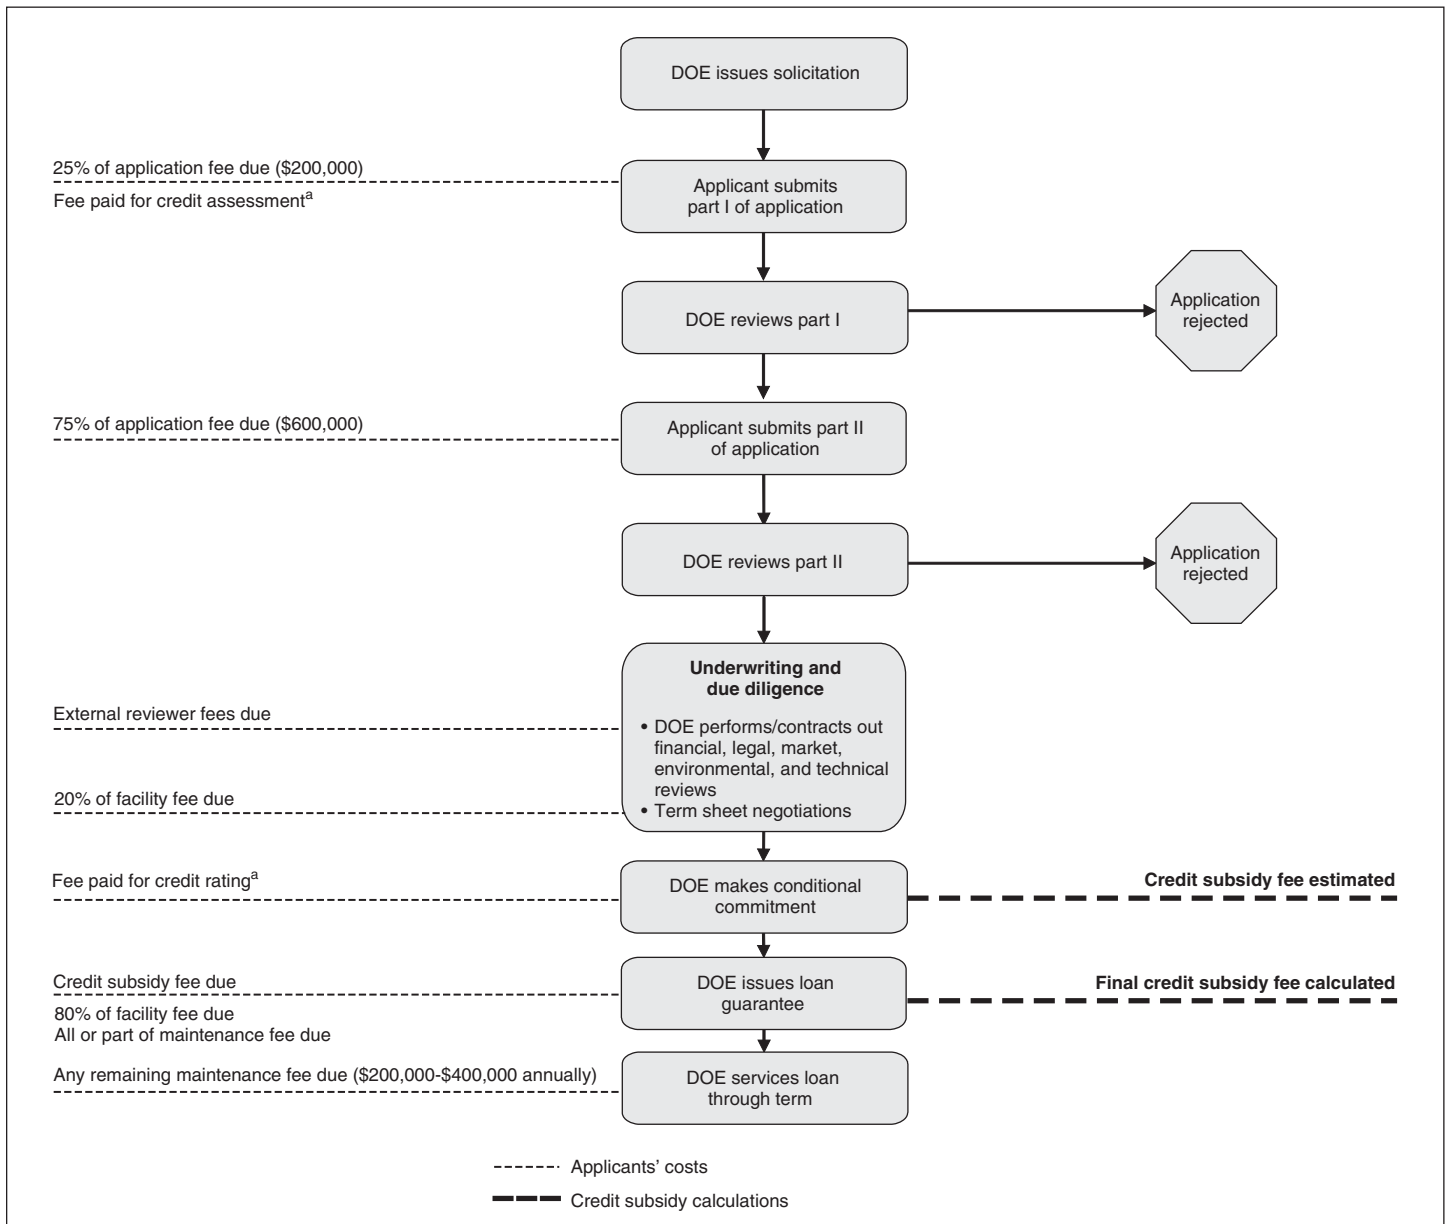 DOE issues solicitation
25% of application fee due ($200,000)
Fee paid for credit assessmentᵃ
Applicant submits
part I of application
DOE reviews part I
Application
rejected
75% of application fee due ($600,000)
Applicant submits part II
of application
DOE reviews part II
Application
rejected
Underwriting and
due diligence
• DOE performs/contracts out
financial, legal, market,
environmental, and technical
reviews
• Term sheet negotiations
External reviewer fees due
20% of facility fee due
Fee paid for credit ratingᵃ
DOE makes conditional
commitment
Credit subsidy fee estimated
Credit subsidy fee due
80% of facility fee due
All or part of maintenance fee due
DOE issues loan
guarantee
Final credit subsidy fee calculated
Any remaining maintenance fee due ($200,000-$400,000 annually)
DOE services loan
through term
Applicants' costs
Credit subsidy calculations